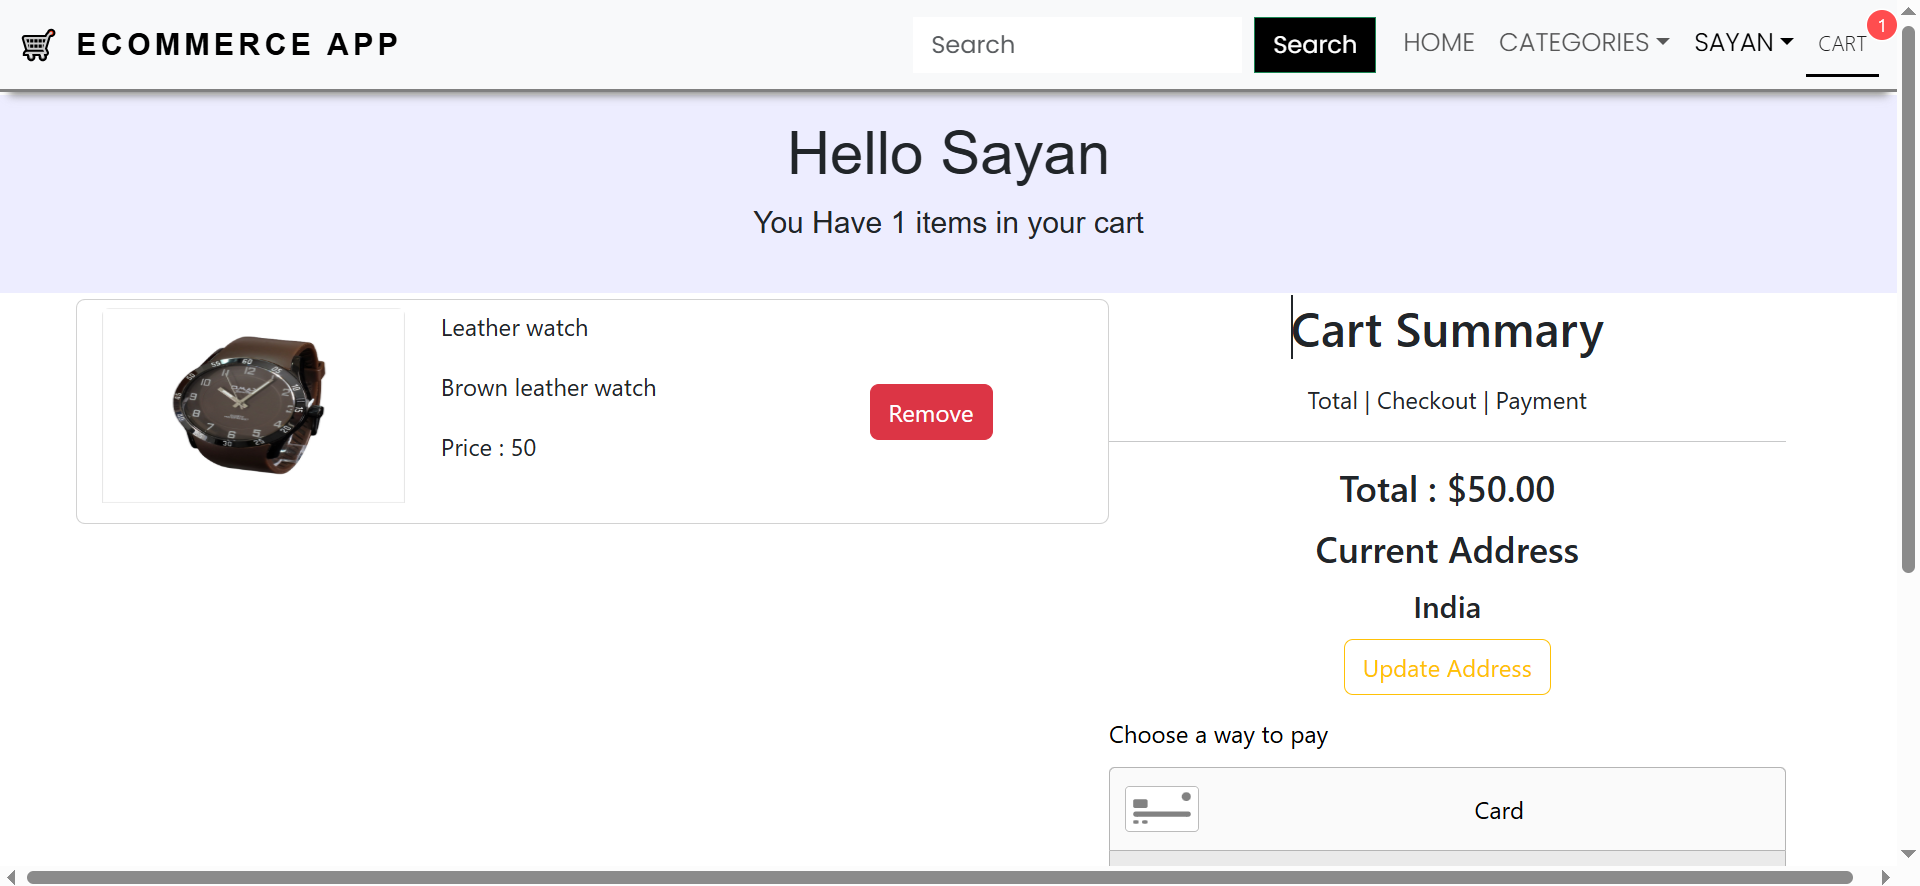 ECOMMERCE APP
Search
Search
HOME
CATEGORIES
SAYAN
CART
1
Hello Sayan
You Have 1 items in your cart
Leather watch
Brown leather watch
Price : 50
Remove
Cart Summary
Total | Checkout | Payment
Total : $50.00
Current Address
India
Update Address
Choose a way to pay
Card